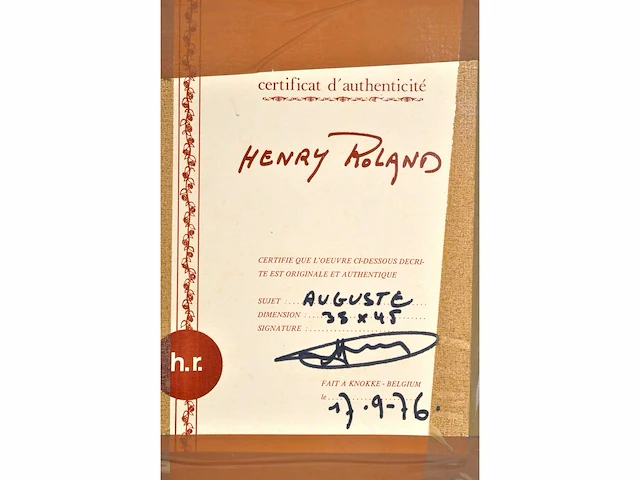 certificat d'authenticité
HENRY ROLAND
CERTIFIE QUE L'OEUVRE CI-DESSOUS DECRI-
TE EST ORIGINALE ET AUTHENTIQUE
SUJET : AUGUSTE
DIMENSION : 38 x 45
SIGNATURE :
h.r.
FAIT A KNOKKE - BELGIUM
le 17.9-76.